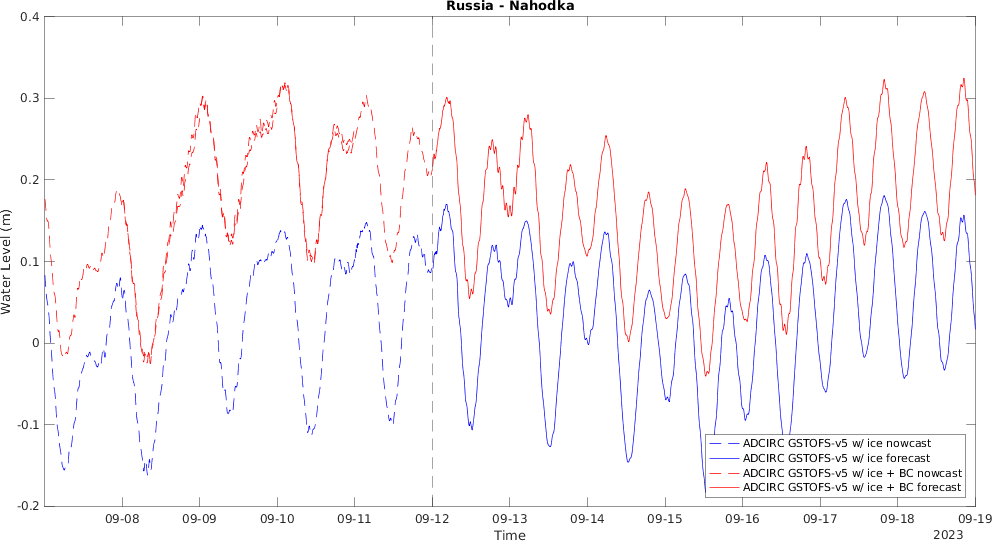 Russia - Nahodka
0.4
0.3
0.2
0.1
0
-0.1
-0.2
Water Level (m)
09-08
09-09
09-10
09-11
09-12
09-13
09-14
09-15
09-16
09-17
09-18
09-19
Time
2023
ADCIRC GSTOFS-v5 w/ ice nowcast
ADCIRC GSTOFS-v5 w/ ice forecast
ADCIRC GSTOFS-v5 w/ ice + BC nowcast
ADCIRC GSTOFS-v5 w/ ice + BC forecast